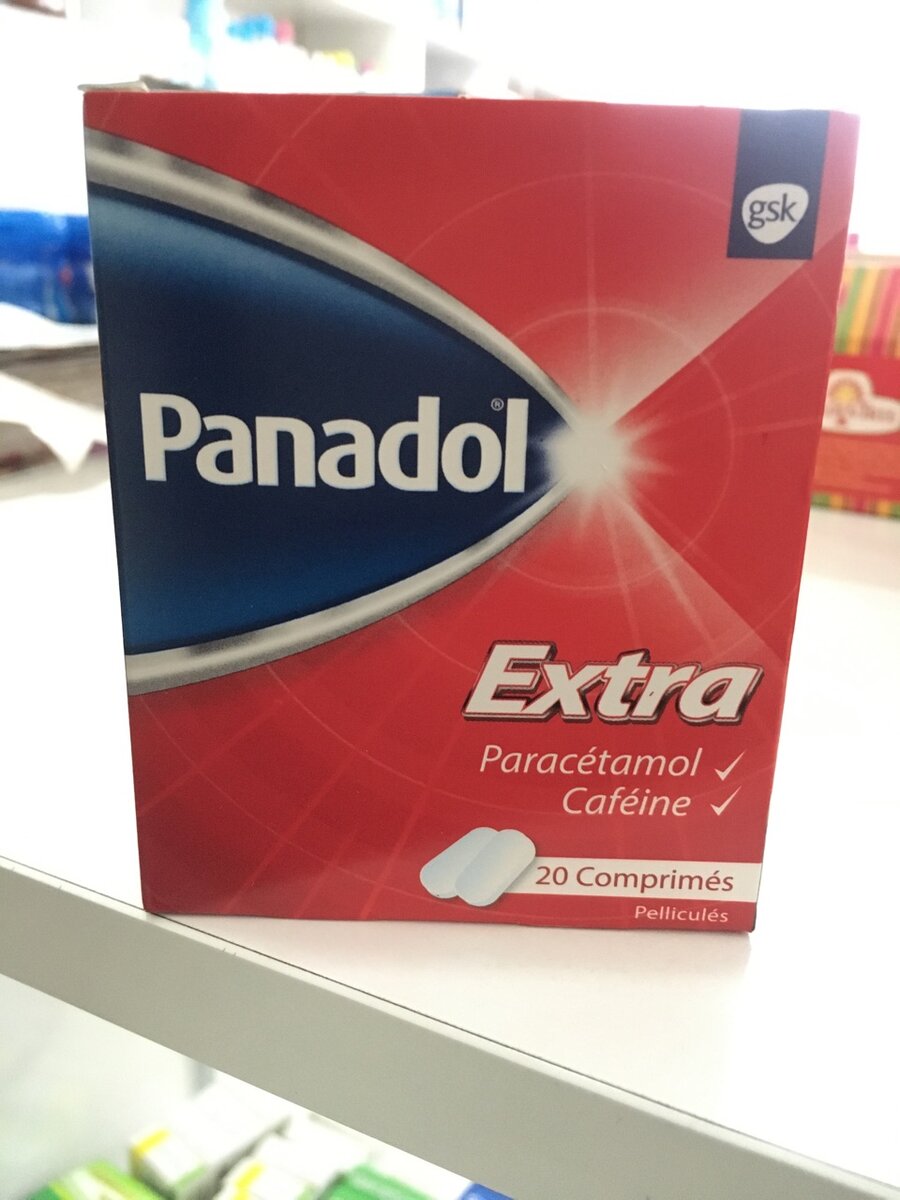 gsk
Panadol®
Extra
Paracétamol ✓
Caféine ✓
20 Comprimés
Pelliculés